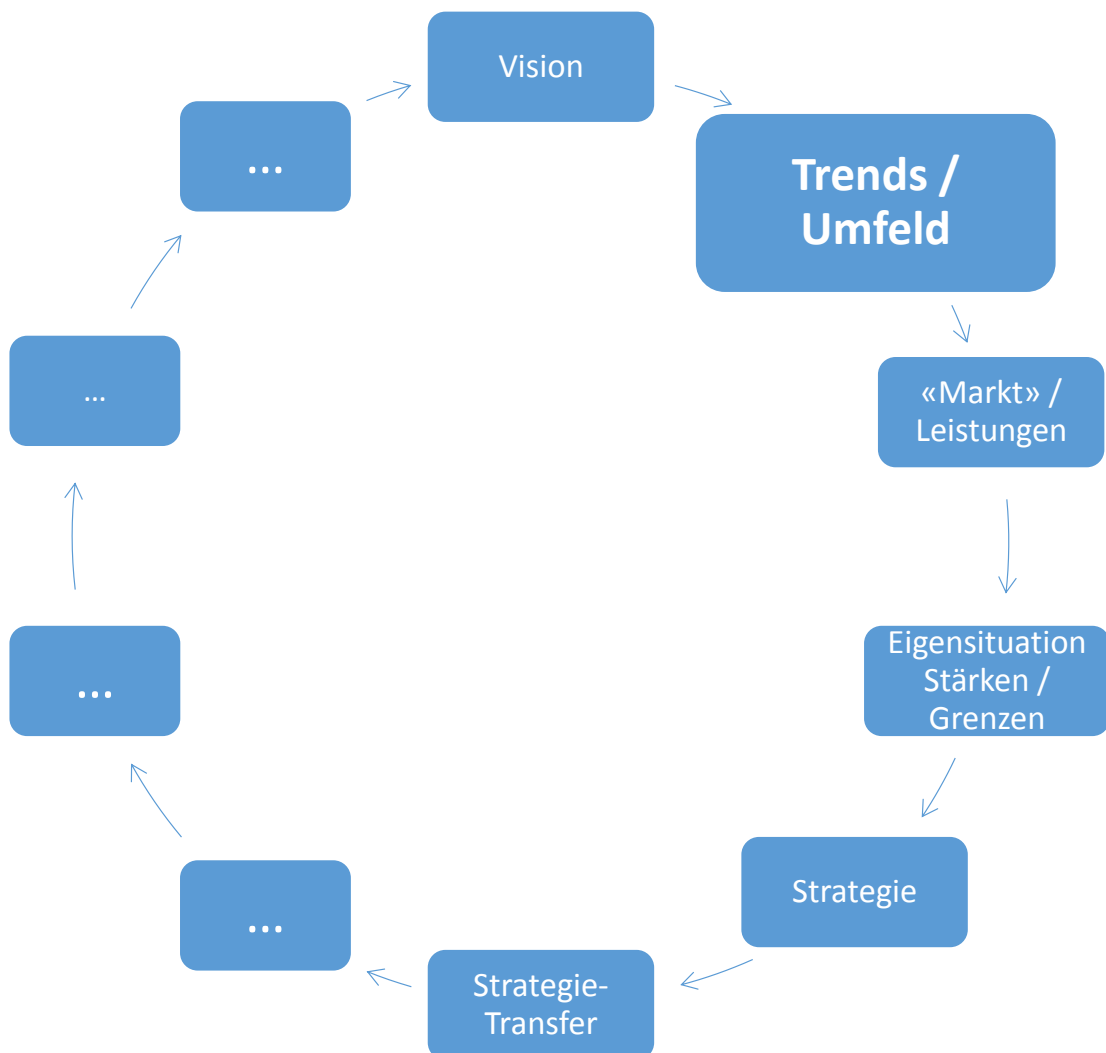 Vision
Trends /
Umfeld
«Markt» /
Leistungen
Eigensituation
Stärken /
Grenzen
Strategie
Strategie-
Transfer
...
...
...
...